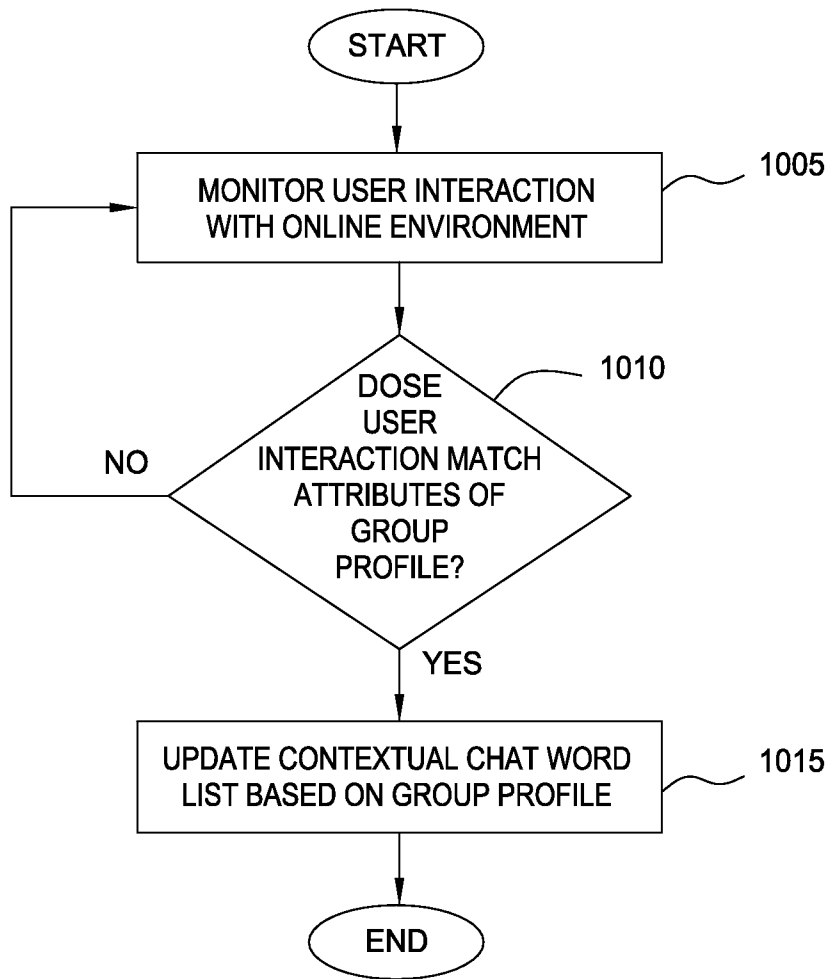 START
MONITOR USER INTERACTION
WITH ONLINE ENVIRONMENT
1005
DOSE
USER
INTERACTION MATCH
ATTRIBUTES OF
GROUP
PROFILE?
1010
NO
YES
UPDATE CONTEXTUAL CHAT WORD
LIST BASED ON GROUP PROFILE
1015
END